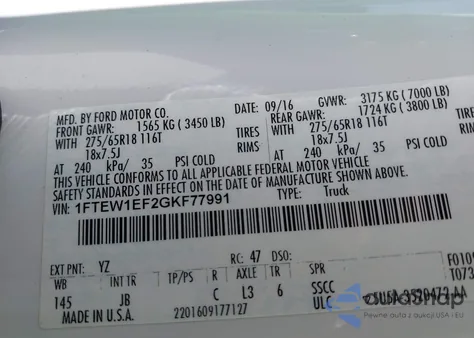 MFD. BY FORD MOTOR CO.
DATE: 09/16 GVWR: 3175 KG (7000 LB)
FRONT GAWR: 1565 KG (3450 LB) REAR GAWR: 1724 KG (3800 LB)
WITH 275/65R18 116T TIRES WITH 275/65R18 116T
18x7.5J RIMS 18x7.5J
AT 240 kPa/ 35 PSI COLD AT 240 kPa/ 35 PSI COLD
THIS VEHICLE CONFORMS TO ALL APPLICABLE FEDERAL MOTOR VEHICLE
SAFETY STANDARDS IN EFFECT ON THE DATE OF MANUFACTURE SHOWN ABOVE.
VIN: 1FTEW1EF2GKF77991 TYPE: Truck
EXT PNT: YZ RC: 47 DSO:
WB INT TR TP/PS R AXLE TR SPR
145 JB C L3 6 SSCC
MADE IN U.S.A. 2201609177127 ULC